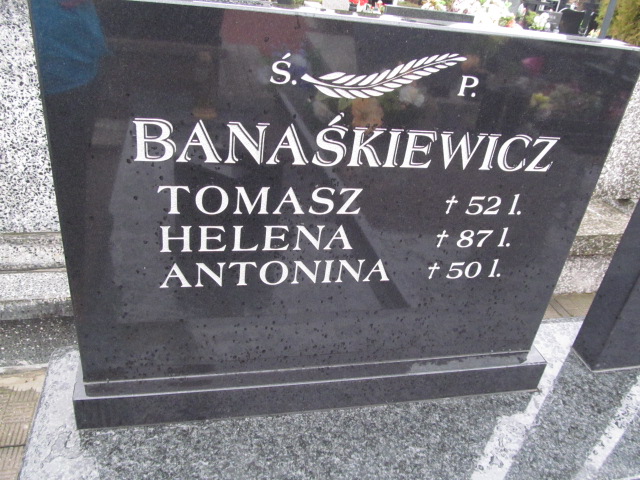 Ś. P.
BANAŚKIEWICZ
TOMASZ † 52 l.
HELENA † 87 l.
ANTONINA † 50 l.